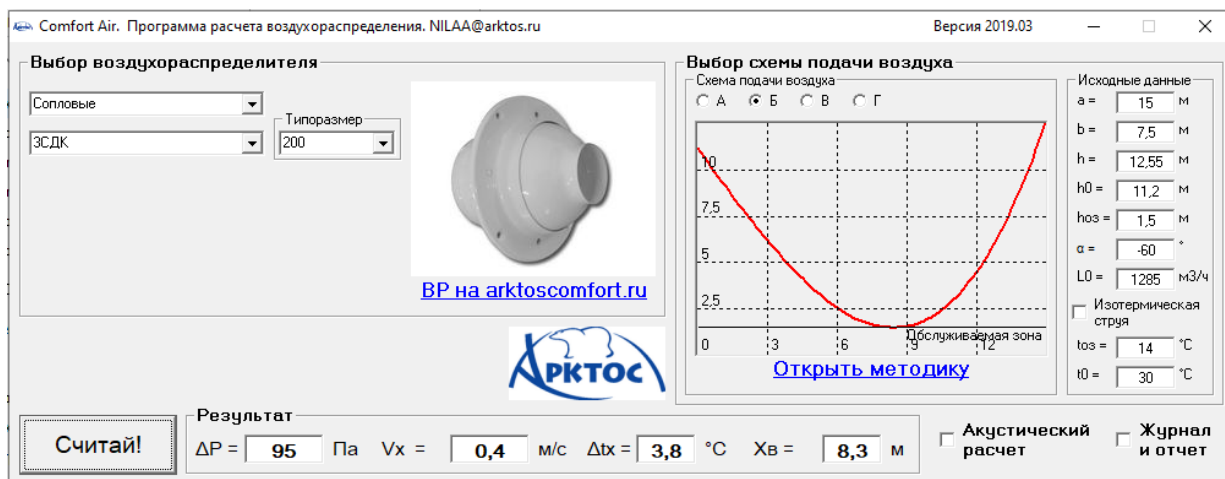 Comfort Air. Программа расчета воздухораспределения. NILAA@arktos.ru
Версия 2019.03
Выбор воздухораспределителя
Сопловые
ЗСДК
Типоразмер
200
ВР на arktoscomfort.ru
АРКТОС
Выбор схемы подачи воздуха
Схема подачи воздуха
А Б В Г
10
7,5
5
2,5
Обслуживаемая зона
0 3 6 9 12
Открыть методику
Исходные данные
a = 15 м
b = 7,5 м
h = 12,55 м
h0 = 11,2 м
hоз = 1,5 м
α = -60 °
L0 = 1285 м3/ч
Изотермическая
струя
tоз = 14 °C
t0 = 30 °C
Считай!
Результат
ΔP = 95 Па Vx = 0,4 м/с Δtx = 3,8 °C Xв = 8,3 м
Акустический
расчет
Журнал
и отчет